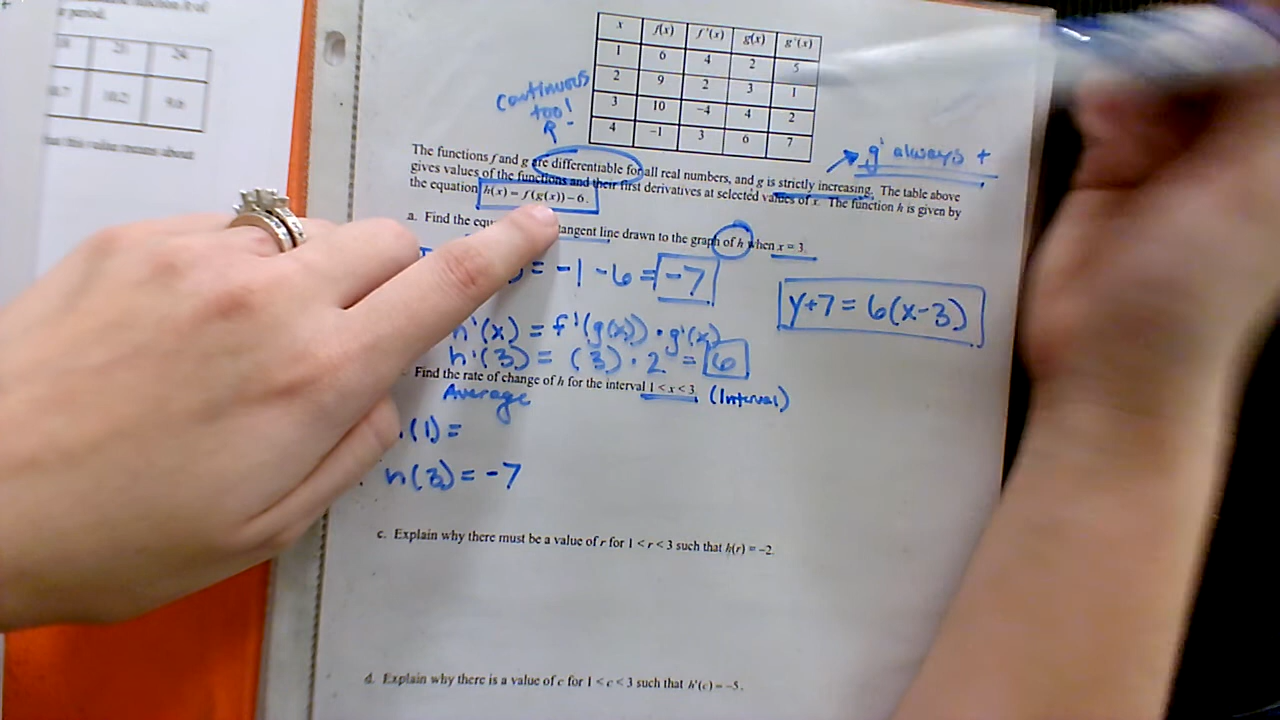 21 24
10.2 9.6
x f(x) f '(x) g(x) g '(x)
1 6 4 2 5
2 9 2 3 1
3 10 −4 4 2
4 −1 3 6 7
continuous
too!
g' always +
The functions f and g are differentiable for all real numbers, and g is strictly increasing. The table above
gives values of the functions and their first derivatives at selected values of x. The function h is given by
the equation h(x) = f(g(x)) − 6.
a. Find the tangent line drawn to the graph of h when x = 3.
= -1 - 6 = -7
y+7 = 6(x-3)
h'(x) = f'(g(x)) · g'(x)
h'(3) = (3) · 2 = 6
Find the rate of change of h for the interval 1 < x < 3. (Interval)
Average
(1) =
h(3) = -7
c. Explain why there must be a value of r for 1 < r < 3 such that h(r) = −2.
d. Explain why there is a value of c for 1 < c < 3 such that h'(c) = −5.